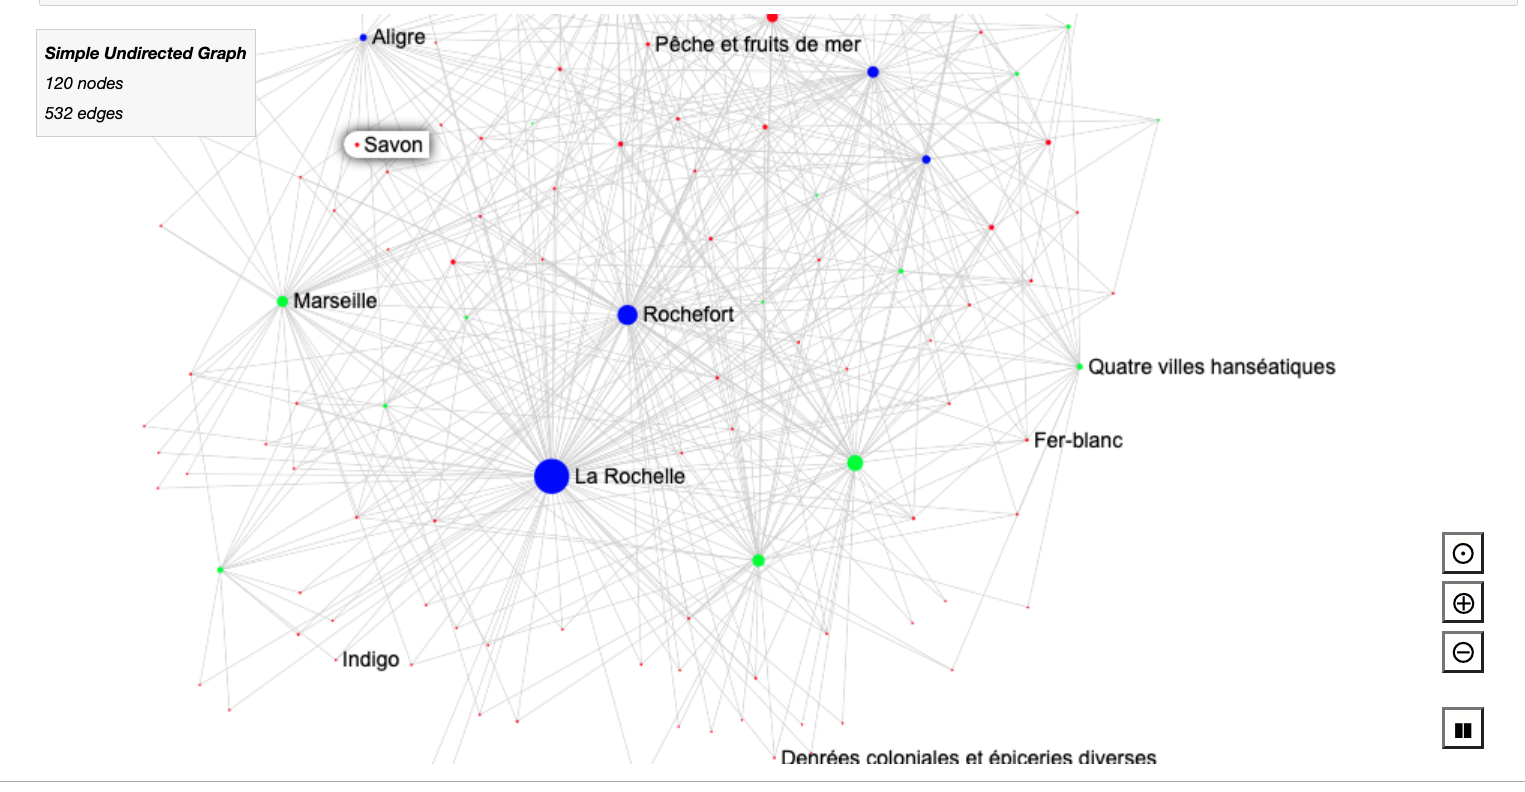 Simple Undirected Graph
120 nodes
532 edges
Aligre
Pêche et fruits de mer
Savon
Marseille
Rochefort
Quatre villes hanséatiques
Fer-blanc
La Rochelle
Indigo
Denrées coloniales et épiceries diverses